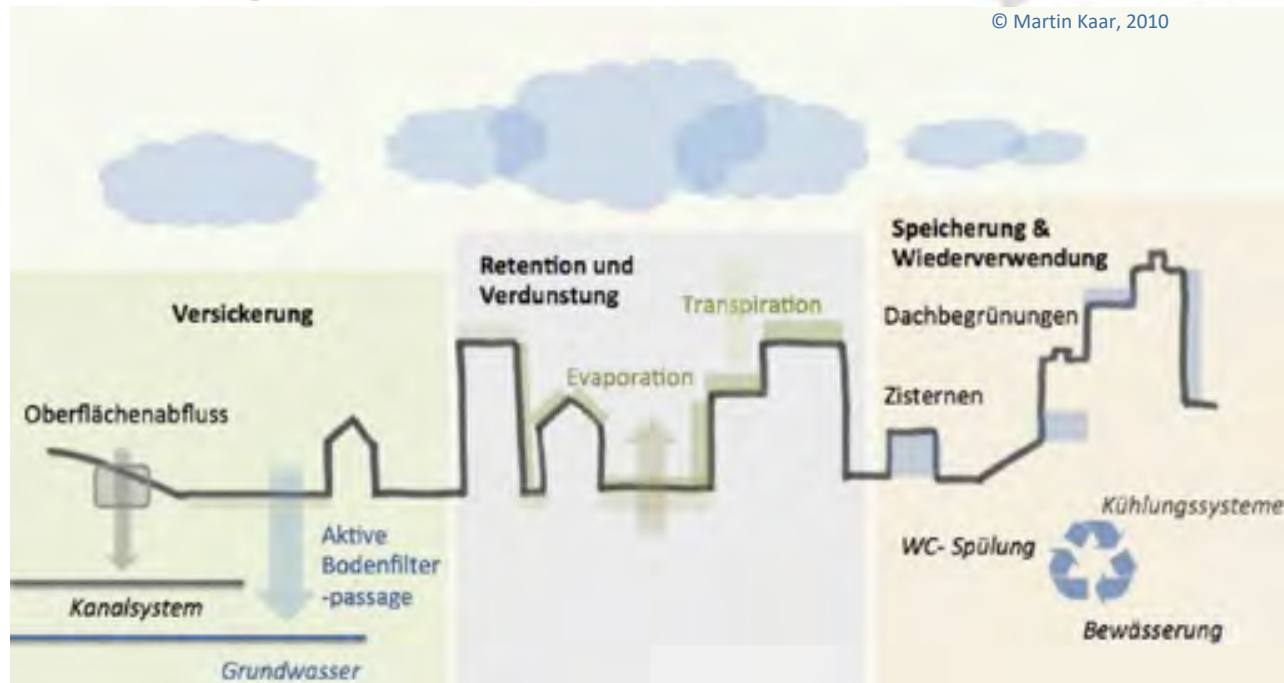 © Martin Kaar, 2010
Versickerung
Oberflächenabfluss
Aktive
Bodenfilter
-passage
Kanalsystem
Grundwasser
Retention und
Verdunstung
Transpiration
Evaporation
Speicherung &
Wiederverwendung
Dachbegrünungen
Zisternen
Kühlungssysteme
WC- Spülung
Bewässerung